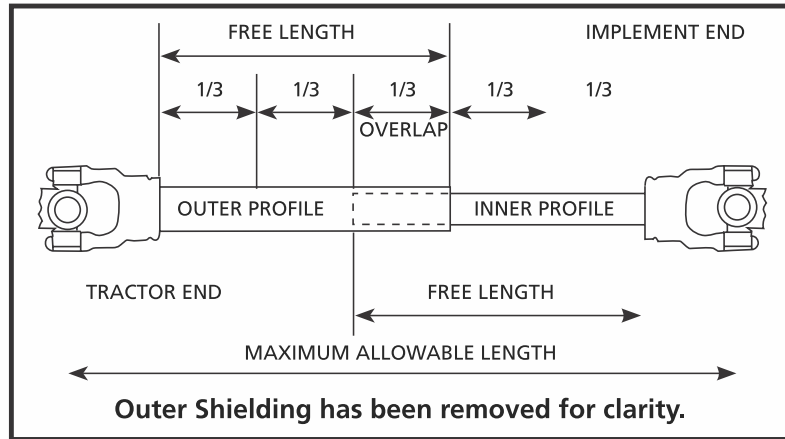 FREE LENGTH
IMPLEMENT END
1/3
1/3
1/3
1/3
1/3
OVERLAP
OUTER PROFILE
INNER PROFILE
TRACTOR END
FREE LENGTH
MAXIMUM ALLOWABLE LENGTH
Outer Shielding has been removed for clarity.